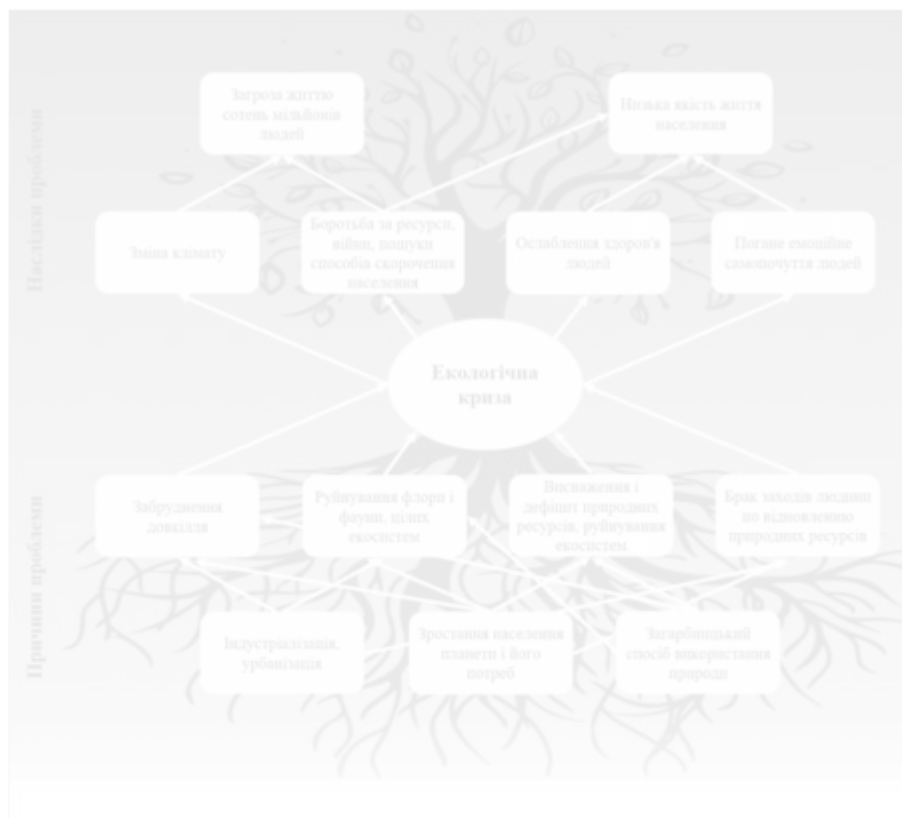 Наслідки проблеми
Загроза життю
сотень мільйонів
людей
Низька якість життя
населення
Зміна клімату
Боротьба за ресурси,
війни, пошуки
способів скорочення
населення
Ослаблення здоров'я
людей
Погане емоційне
самопочуття людей
Екологічна
криза
Причини проблеми
Забруднення
довкілля
Руйнування флори і
фауни, цілих
екосистем
Виснаження і
дефіцит природних
ресурсів, руйнування
екосистем
Брак заходів людини
по відновленню
природних ресурсів
Індустріалізація,
урбанізація
Зростання населення
планети і його
потреб
Загарбницький
спосіб використання
природи